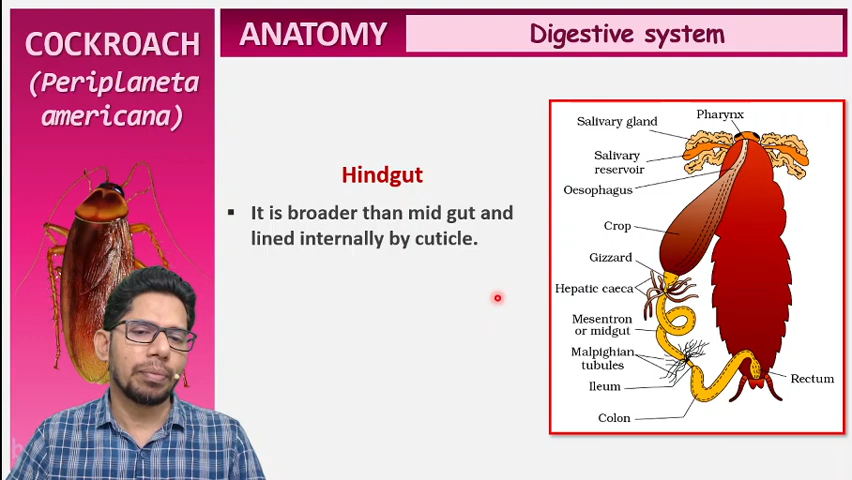 COCKROACH
(Periplaneta
americana)
ANATOMY
Digestive system
Hindgut
▪ It is broader than mid gut and
lined internally by cuticle.
Pharynx
Salivary gland
Salivary
reservoir
Oesophagus
Crop
Gizzard
Hepatic caeca
Mesentron
or midgut
Malpighian
tubules
Ileum
Rectum
Colon